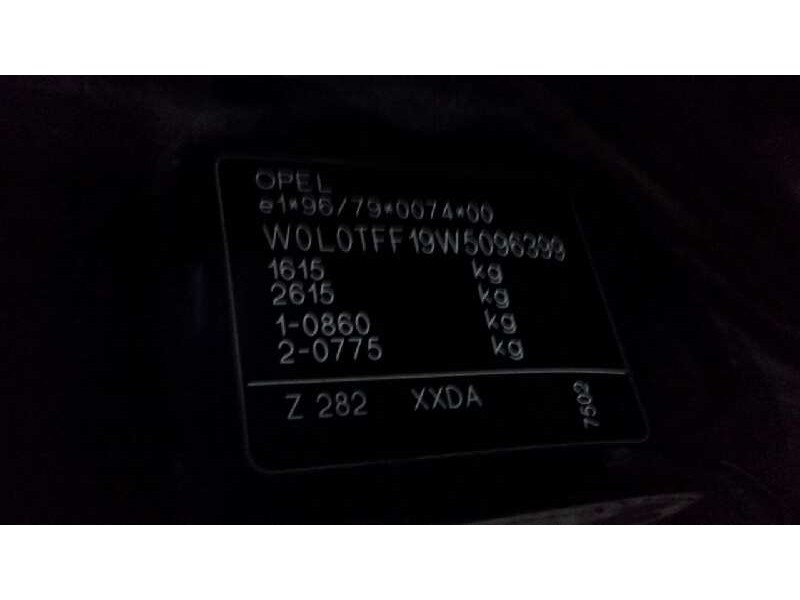 OPEL
e1*96/79*0074*00
W0L0TFF19W5096399
1615 kg
2615 kg
1-0860 kg
2-0775 kg
Z 282 XXDA
7502